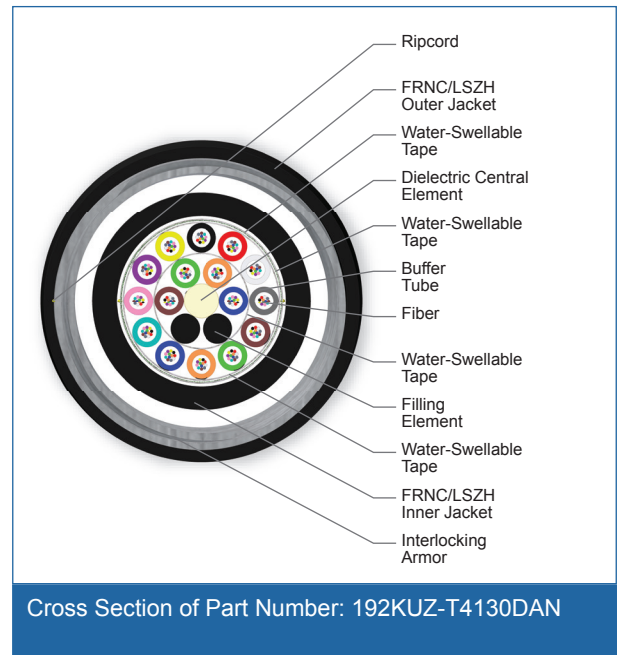 Ripcord
FRNC/LSZH
Outer Jacket
Water-Swellable
Tape
Dielectric Central
Element
Water-Swellable
Tape
Buffer
Tube
Fiber
Water-Swellable
Tape
Filling
Element
Water-Swellable
Tape
FRNC/LSZH
Inner Jacket
Interlocking
Armor
Cross Section of Part Number: 192KUZ-T4130DAN